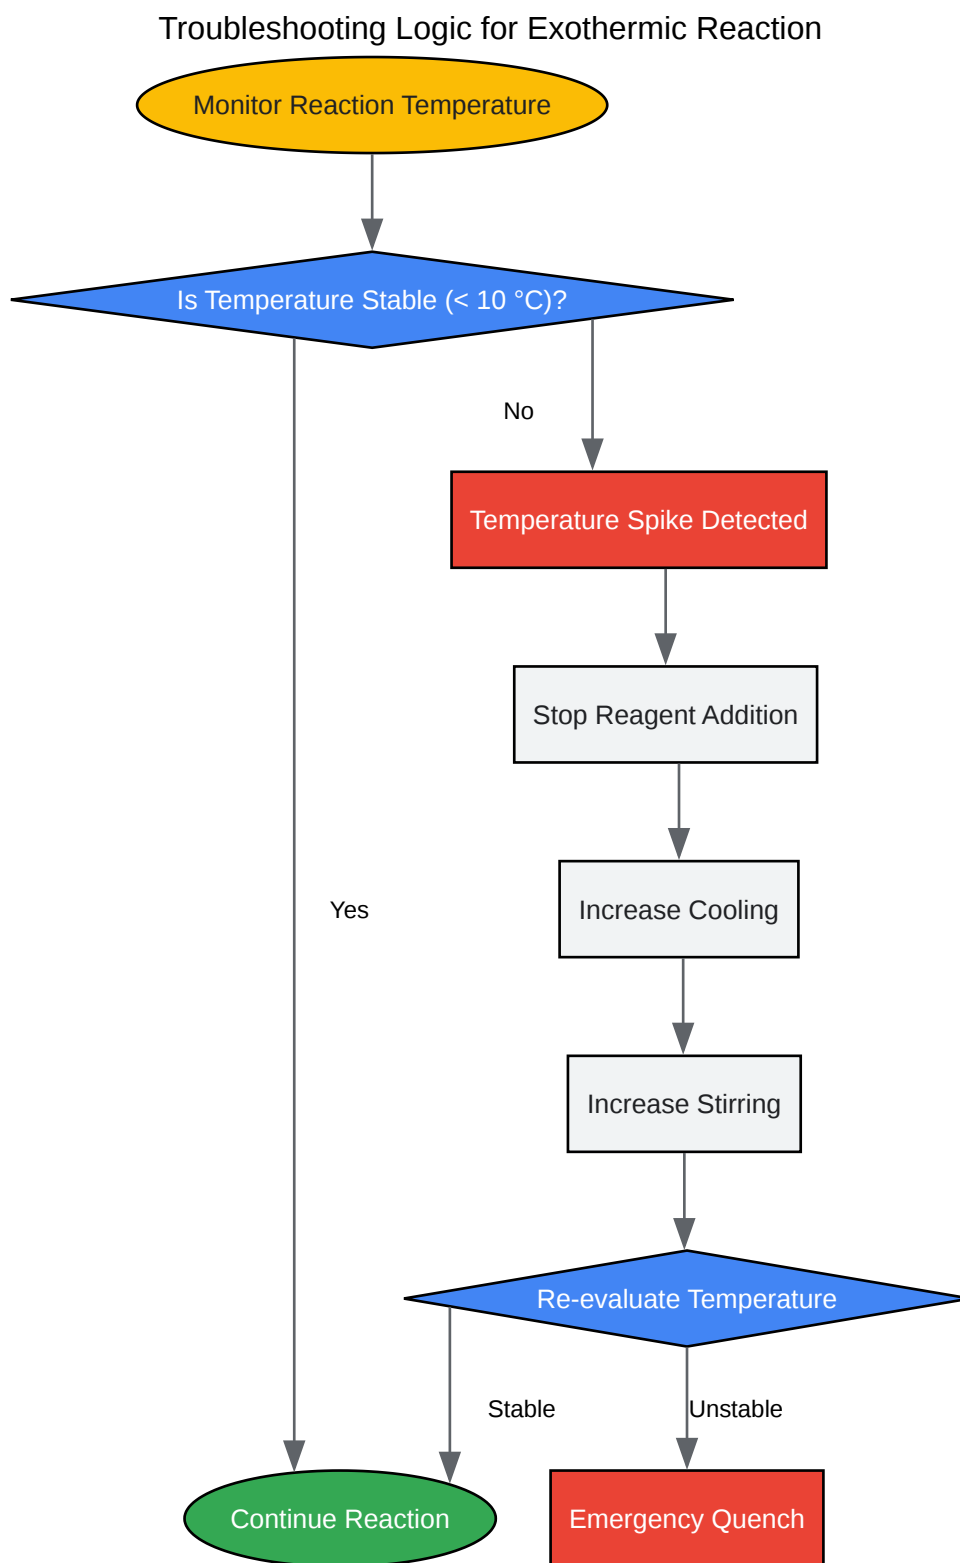 Troubleshooting Logic for Exothermic Reaction
Monitor Reaction Temperature
Is Temperature Stable (< 10 °C)?
No
Temperature Spike Detected
Stop Reagent Addition
Increase Cooling
Yes
Increase Stirring
Re-evaluate Temperature
Stable
Unstable
Continue Reaction
Emergency Quench